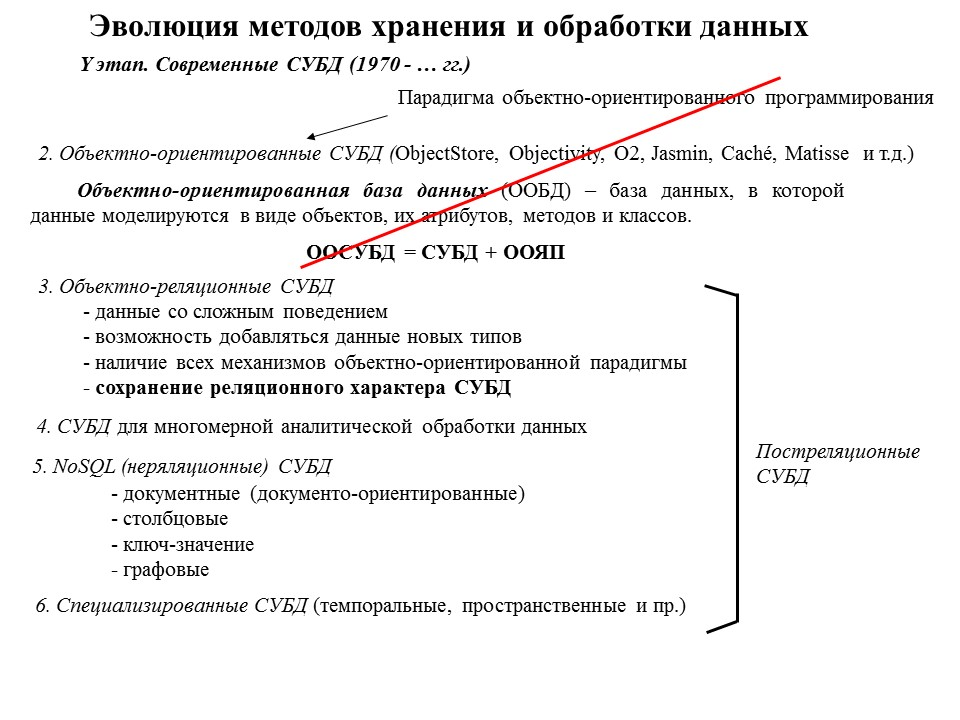 Эволюция методов хранения и обработки данных
Y этап. Современные СУБД (1970 - … гг.)
Парадигма объектно-ориентированного программирования
2. Объектно-ориентированные СУБД (ObjectStore, Objectivity, O2, Jasmin, Caché, Matisse и т.д.)
Объектно-ориентированная база данных (ООБД) – база данных, в которой
данные моделируются в виде объектов, их атрибутов, методов и классов.
ООСУБД = СУБД + ООЯП
3. Объектно-реляционные СУБД
- данные со сложным поведением
- возможность добавляться данные новых типов
- наличие всех механизмов объектно-ориентированной парадигмы
- сохранение реляционного характера СУБД
4. СУБД для многомерной аналитической обработки данных
5. NoSQL (неряляционные) СУБД
- документные (документо-ориентированные)
- столбцовые
- ключ-значение
- графовые
6. Специализированные СУБД (темпоральные, пространственные и пр.)
Постреляционные
СУБД